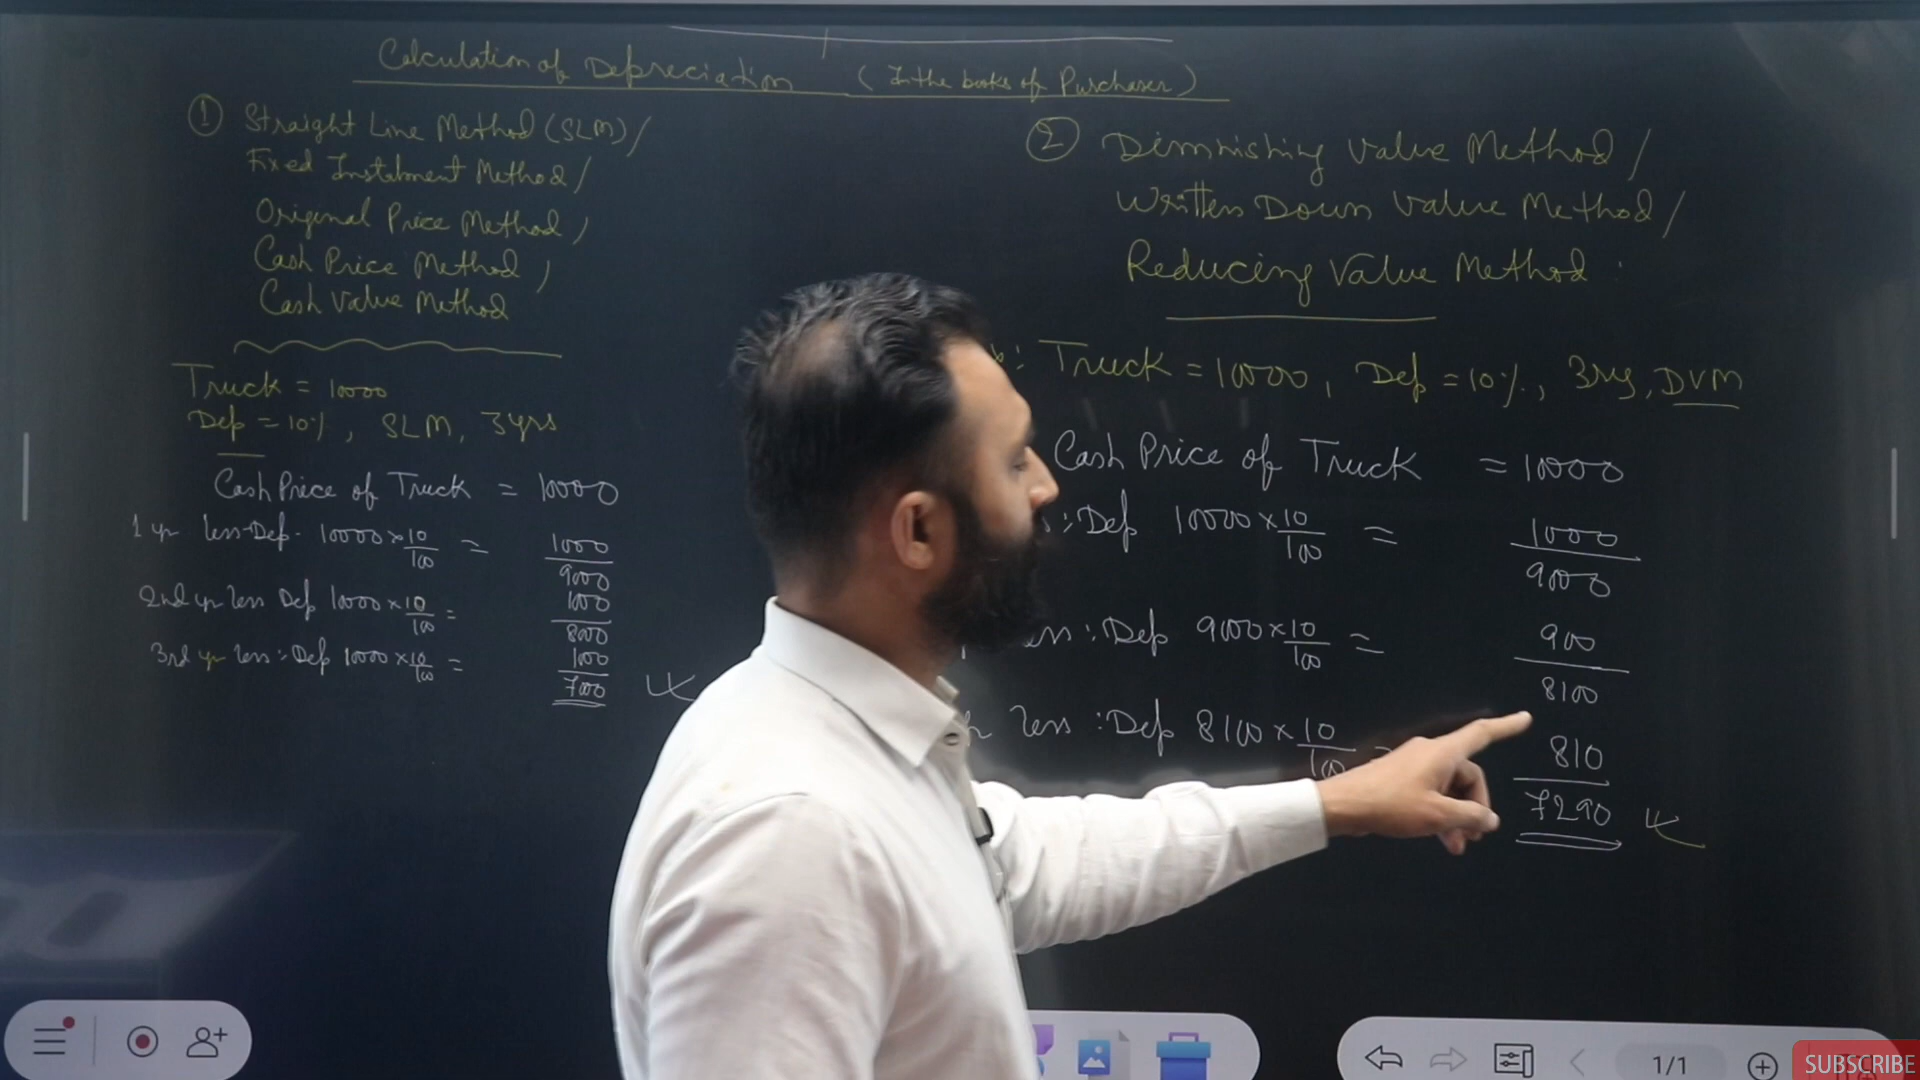 Calculation of Depreciation (In the books of Purchaser)
① Straight Line Method (SLM) /
Fixed Instalment Method /
Original Price Method /
Cash Price Method /
Cash Value Method
Truck = 10000
Dep = 10%, SLM, 3yrs
Cash Price of Truck = 10000
1 yr less Dep. 10000 × 10/100 = 1000
9000
2nd yr less Dep 10000 × 10/100 = 1000
8000
3rd yr less: Dep 10000 × 10/100 = 1000
7000
② Diminishing Value Method /
Written Down Value Method /
Reducing Value Method
: Truck = 10000, Dep = 10%, 3yrs, DVM
Cash Price of Truck = 10000
: Dep 10000 × 10/100 = 1000
9000
: Dep 9000 × 10/100 = 900
8100
less : Dep 8100 × 10/100 = 810
7290
1/1
SUBSCRIBE